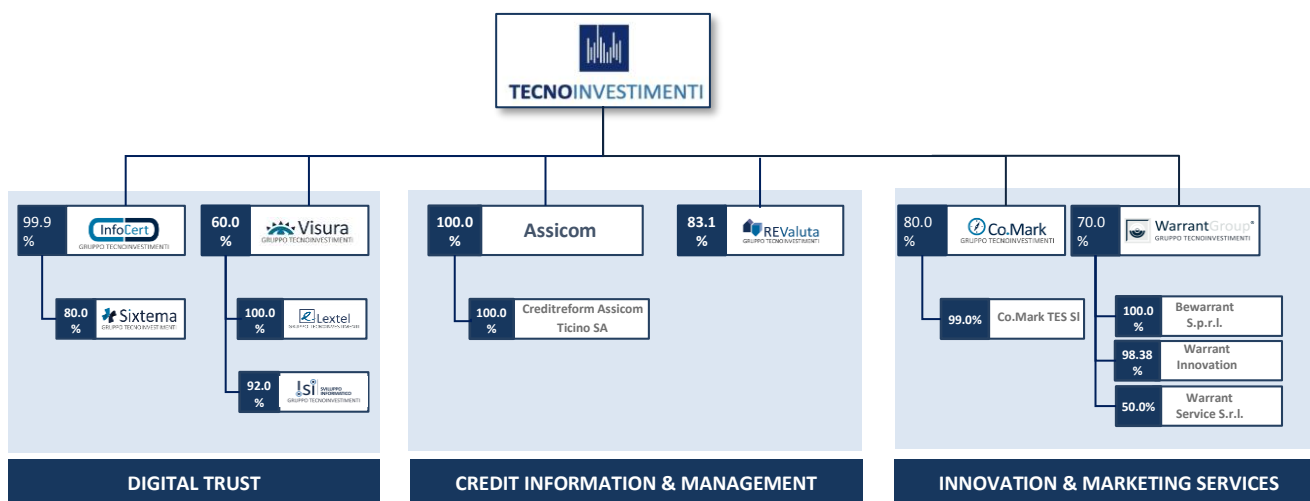 TECNOINVESTIMENTI
99.9
%
InfoCert
GRUPPO TECNOINVESTIMENTI
60.0
%
Visura
GRUPPO TECNOINVESTIMENTI
80.0
%
Sixtema
GRUPPO TECNOINVESTIMENTI
100.0
%
Lextel
GRUPPO TECNOINVESTIMENTI
92.0
%
Isi SVILUPPO
INFORMATICO
GRUPPO TECNOINVESTIMENTI
DIGITAL TRUST
100.0
%
Assicom
83.1
%
REValuta
GRUPPO TECNOINVESTIMENTI
100.0
%
Creditreform Assicom
Ticino SA
CREDIT INFORMATION & MANAGEMENT
80.0
%
Co.Mark
GRUPPO TECNOINVESTIMENTI
70.0
%
WarrantGroup®
GRUPPO TECNOINVESTIMENTI
99.0%
Co.Mark TES Sl
100.0
%
Bewarrant
S.p.r.l.
98.38
%
Warrant
Innovation
50.0%
Warrant
Service S.r.l.
INNOVATION & MARKETING SERVICES